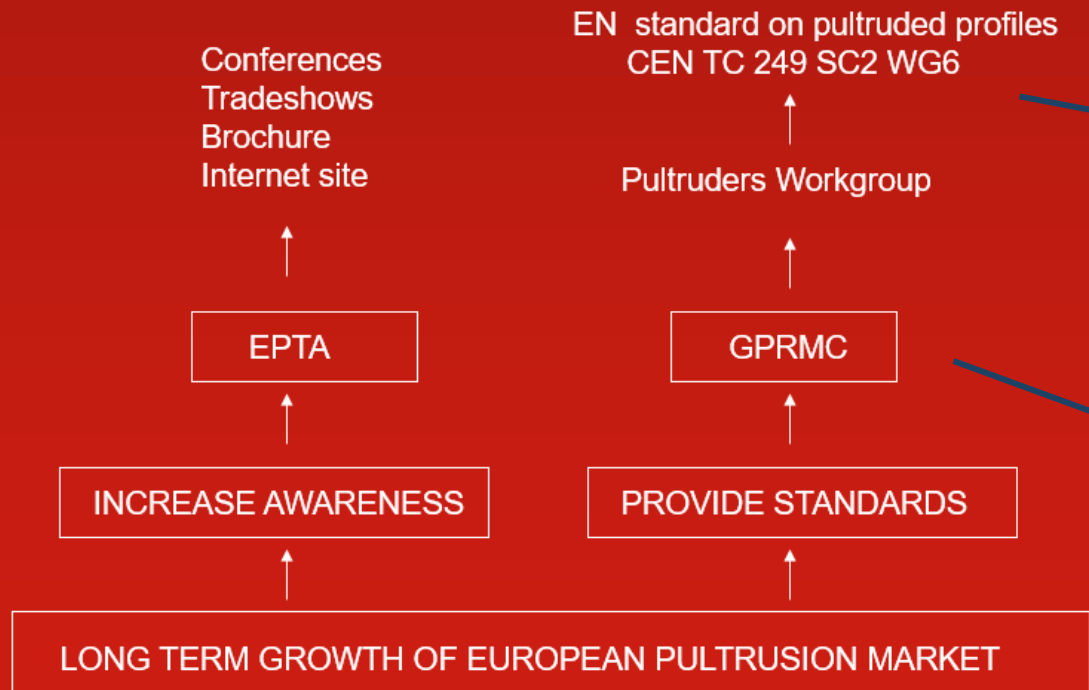 Conferences
Tradeshows
Brochure
Internet site
EN standard on pultruded profiles
CEN TC 249 SC2 WG6
Pultruders Workgroup
EPTA
GPRMC
INCREASE AWARENESS
PROVIDE STANDARDS
LONG TERM GROWTH OF EUROPEAN PULTRUSION MARKET